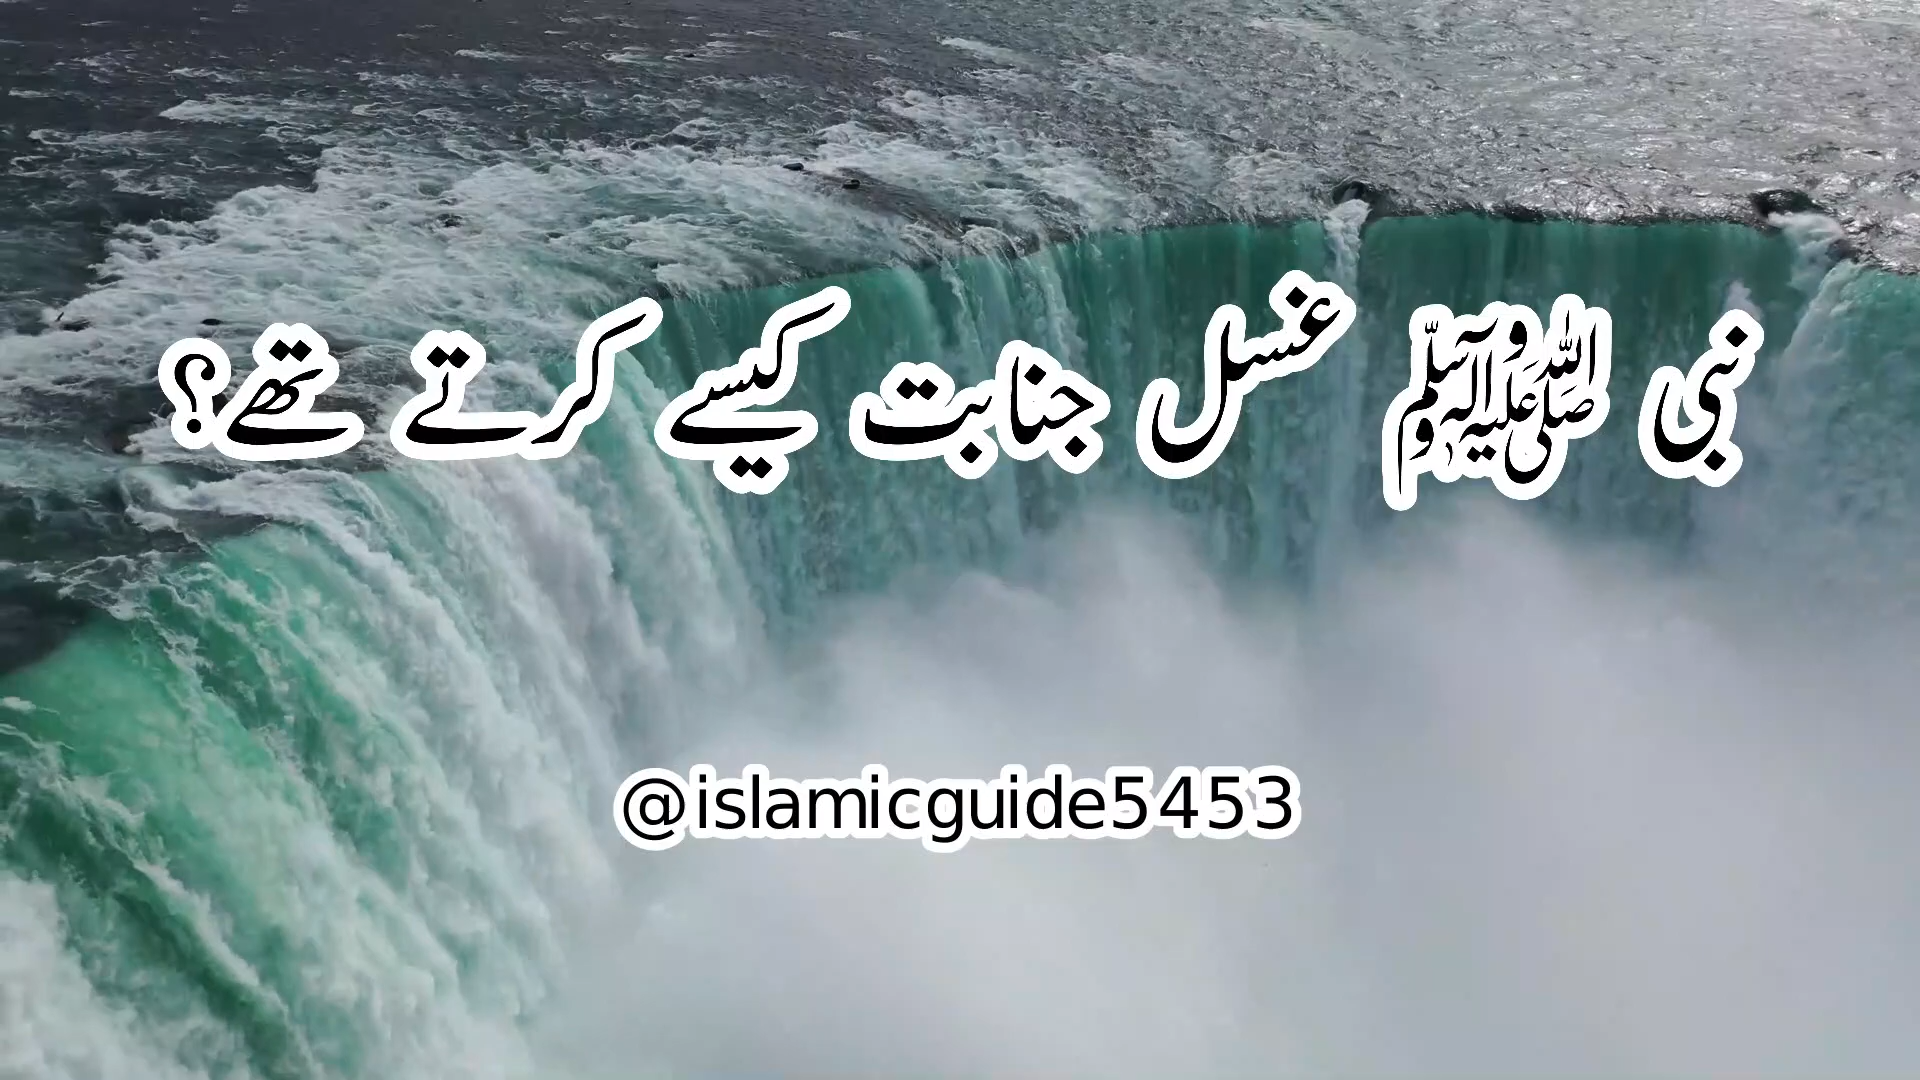 نبی ﷺ غسل جنابت کیسے کرتے تھے؟
@islamicguide5453